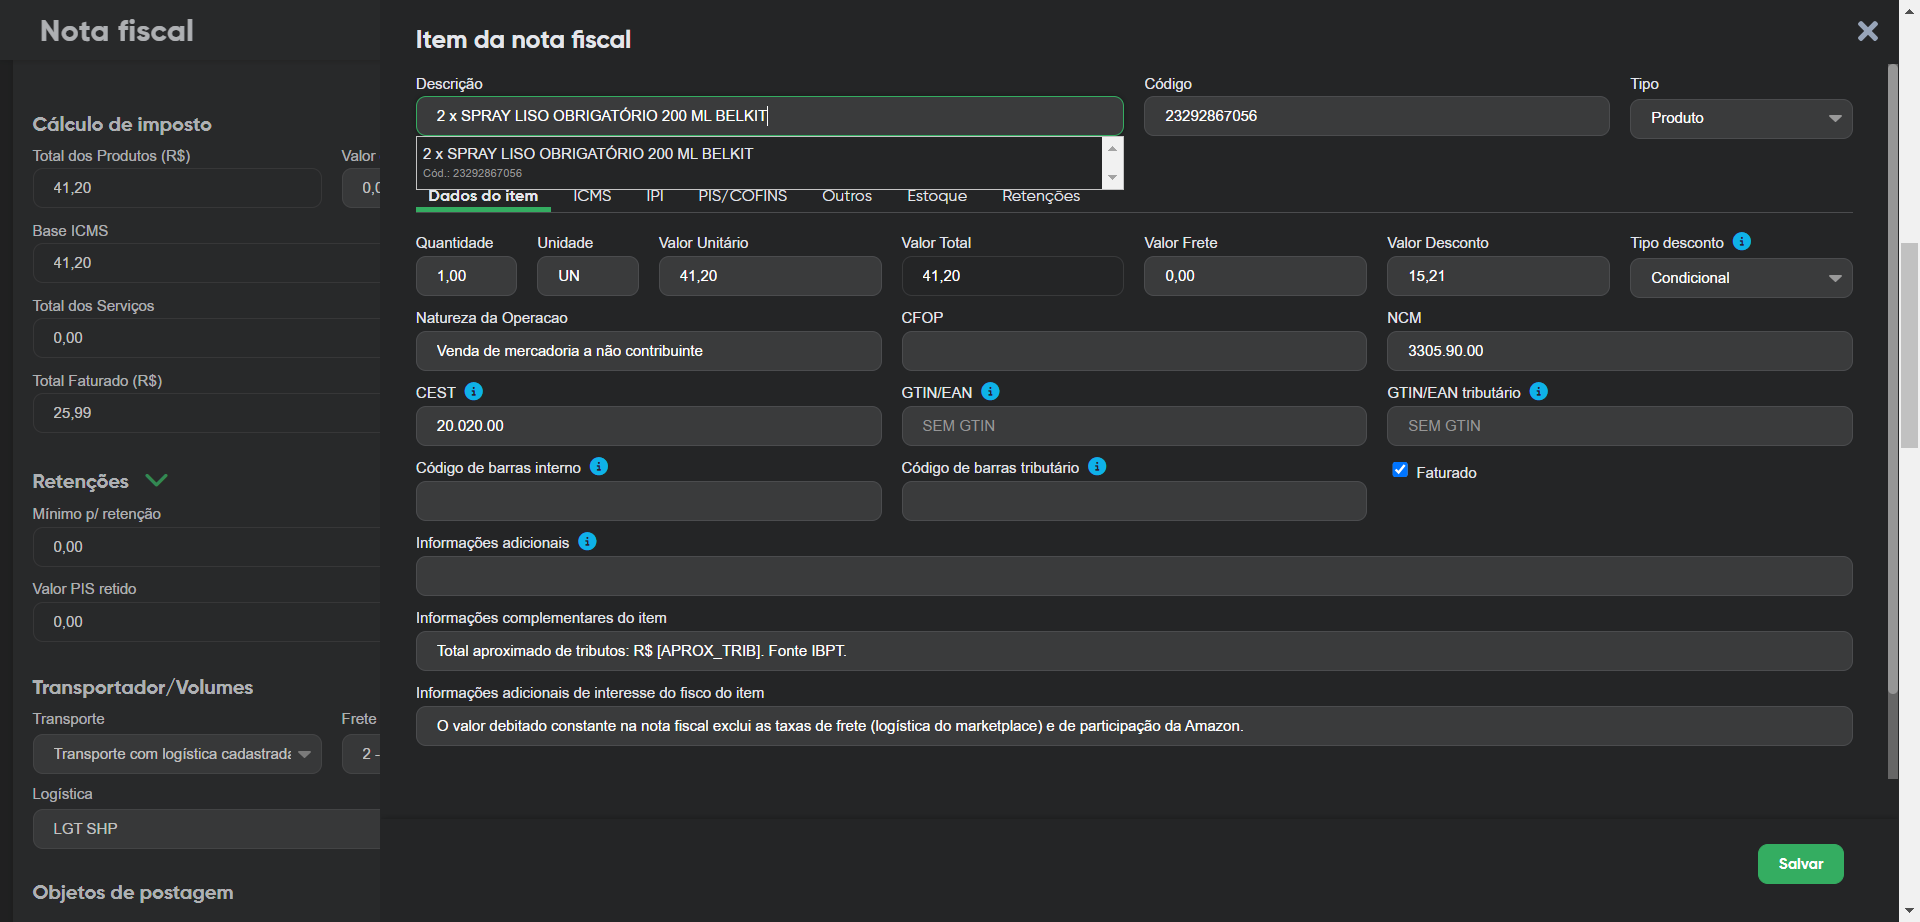 Nota fiscal
Cálculo de imposto
Total dos Produtos (R$)
Valor
41,20
0,0
Base ICMS
41,20
Total dos Serviços
0,00
Total Faturado (R$)
25,99
Retenções
Mínimo p/ retenção
0,00
Valor PIS retido
0,00
Transportador/Volumes
Transporte
Frete
Transporte com logística cadastrada
2 -
Logística
LGT SHP
Objetos de postagem
Item da nota fiscal
Descrição
Código
Tipo
2 x SPRAY LISO OBRIGATÓRIO 200 ML BELKIT
23292867056
Produto
2 x SPRAY LISO OBRIGATÓRIO 200 ML BELKIT
Cód.: 23292867056
Dados do item
ICMS
IPI
PIS/COFINS
Outros
Estoque
Retenções
Quantidade
Unidade
Valor Unitário
Valor Total
Valor Frete
Valor Desconto
Tipo desconto
1,00
UN
41,20
41,20
0,00
15,21
Condicional
Natureza da Operacao
CFOP
NCM
Venda de mercadoria a não contribuinte
3305.90.00
CEST
GTIN/EAN
GTIN/EAN tributário
20.020.00
SEM GTIN
SEM GTIN
Código de barras interno
Código de barras tributário
Faturado
Informações adicionais
Informações complementares do item
Total aproximado de tributos: R$ [APROX_TRIB]. Fonte IBPT.
Informações adicionais de interesse do fisco do item
O valor debitado constante na nota fiscal exclui as taxas de frete (logística do marketplace) e de participação da Amazon.
Salvar